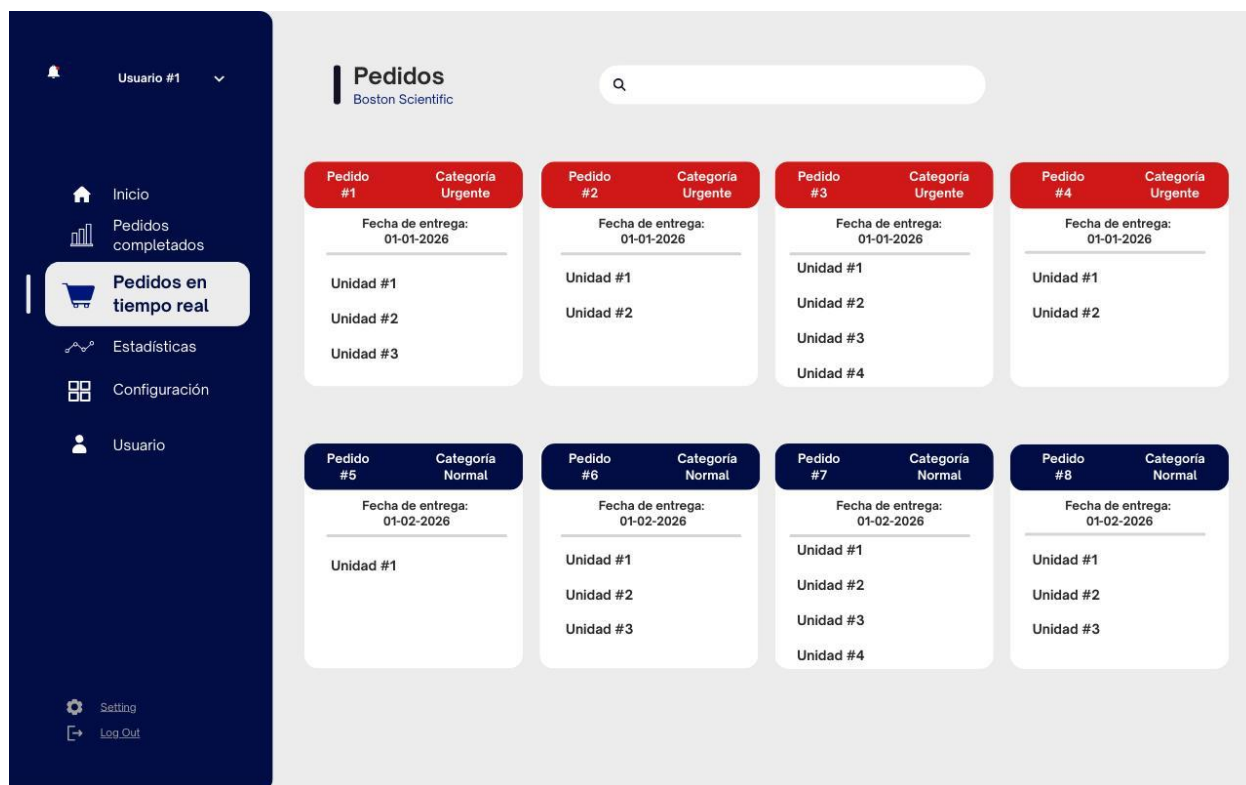 Usuario #1
Inicio
Pedidos
completados
Pedidos en
tiempo real
Estadísticas
Configuración
Usuario
Setting
Log Out
Pedidos
Boston Scientific
Pedido
#1
Categoría
Urgente
Fecha de entrega:
01-01-2026
Unidad #1
Unidad #2
Unidad #3
Pedido
#2
Categoría
Urgente
Fecha de entrega:
01-01-2026
Unidad #1
Unidad #2
Pedido
#3
Categoría
Urgente
Fecha de entrega:
01-01-2026
Unidad #1
Unidad #2
Unidad #3
Unidad #4
Pedido
#4
Categoría
Urgente
Fecha de entrega:
01-01-2026
Unidad #1
Unidad #2
Pedido
#5
Categoría
Normal
Fecha de entrega:
01-02-2026
Unidad #1
Pedido
#6
Categoría
Normal
Fecha de entrega:
01-02-2026
Unidad #1
Unidad #2
Unidad #3
Pedido
#7
Categoría
Normal
Fecha de entrega:
01-02-2026
Unidad #1
Unidad #2
Unidad #3
Unidad #4
Pedido
#8
Categoría
Normal
Fecha de entrega:
01-02-2026
Unidad #1
Unidad #2
Unidad #3